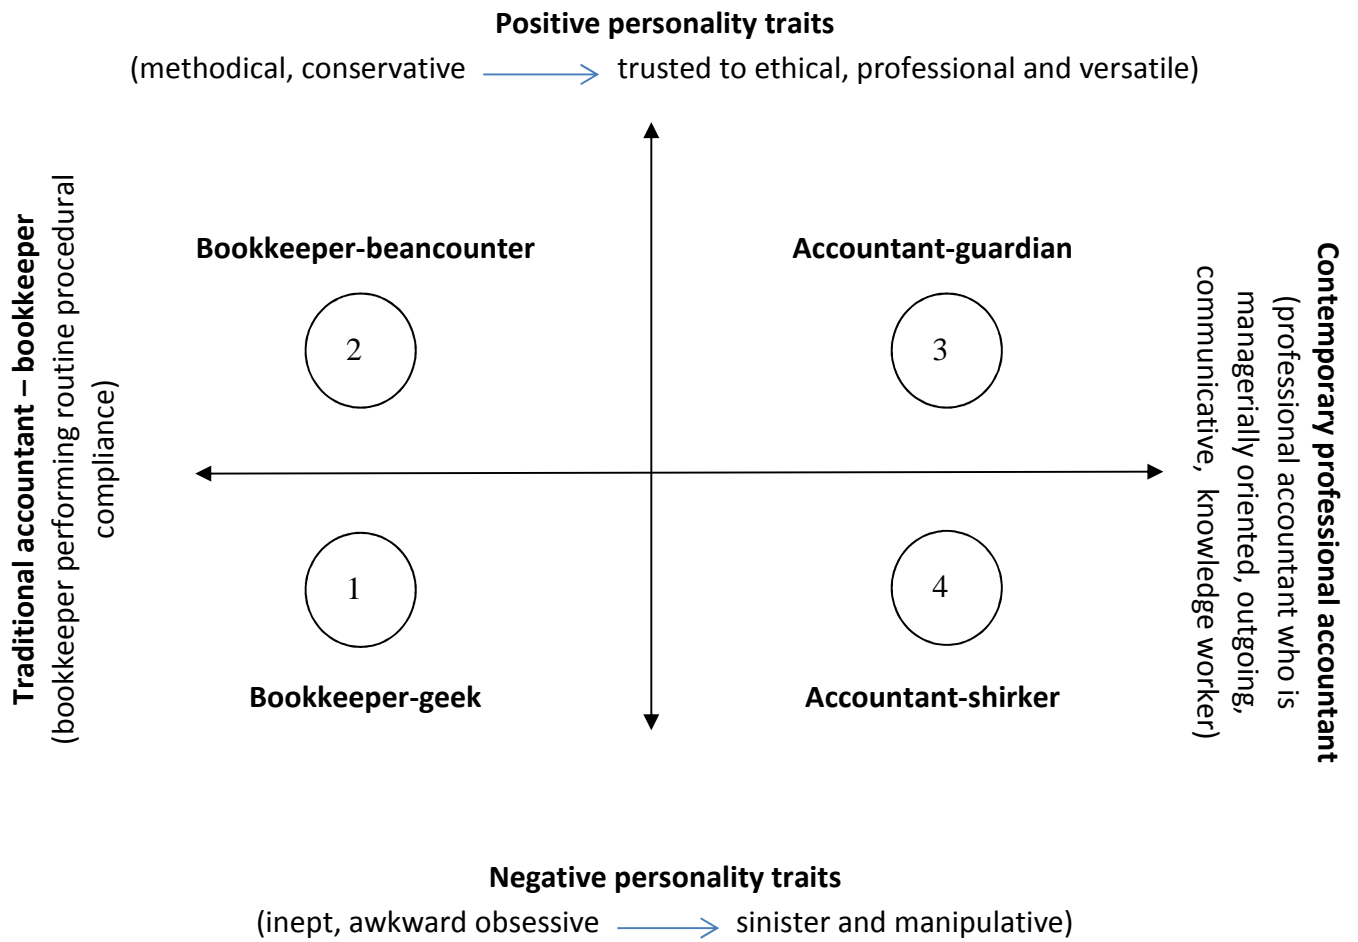 Positive personality traits
(methodical, conservative trusted to ethical, professional and versatile)
Traditional accountant – bookkeeper
(bookkeeper performing routine procedural
compliance)
Bookkeeper-beancounter
Accountant-guardian
2
3
1
4
Bookkeeper-geek
Accountant-shirker
Contemporary professional accountant
(professional accountant who is
managerially oriented, outgoing,
communicative, knowledge worker)
Negative personality traits
(inept, awkward obsessive sinister and manipulative)